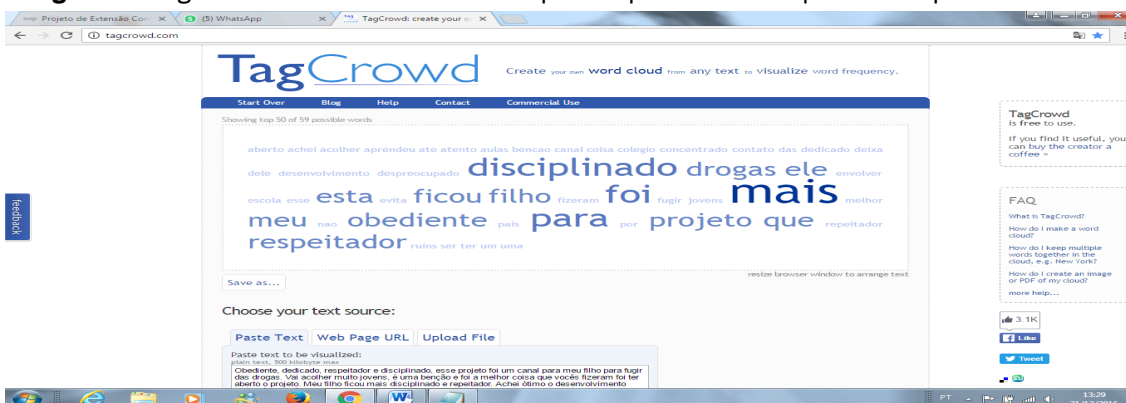 Projeto de Extensão Com
(5) WhatsApp
TagCrowd: create your o
tagcrowd.com
TagCrowd
Create your own word cloud from any text to visualize word frequency.
Start Over Blog Help Contact Commercial Use
Showing top 50 of 59 possible words
aberto achei acolher aprendeu ate atento aulas bencao canal coisa colegio concentrado contato das dedicado deixa
dele desenvolvimento despreocupado disciplinado drogas ele envolver
escola esse esta evita ficou filho fizeram foi fugir jovens mais melhor
meu nao obediente pais para por projeto que repeitador
respeitador ruins ser ter um uma
resize browser window to arrange text
Save as...
Choose your text source:
Paste Text Web Page URL Upload File
Paste text to be visualized:
plain text, 500 kilobyte max
Obediente, dedicado, respeitador e disciplinado, esse projeto foi um canal para meu filho para fugir
das drogas. Vai acolher muito jovens, é uma benção e foi a melhor coisa que vocês fizeram foi ter
aberto o projeto. Meu filho ficou mais disciplinado e repeitador. Achei ótimo o desenvolvimento
feedback
TagCrowd
is free to use.
If you find it useful, you
can buy the creator a
coffee »
FAQ
What is TagCrowd?
How do I make a word
cloud?
How do I keep multiple
words together in the
cloud, e.g. New York?
How do I create an image
or PDF of my cloud?
more help...
3.1K
Like
Tweet
PT
13:29